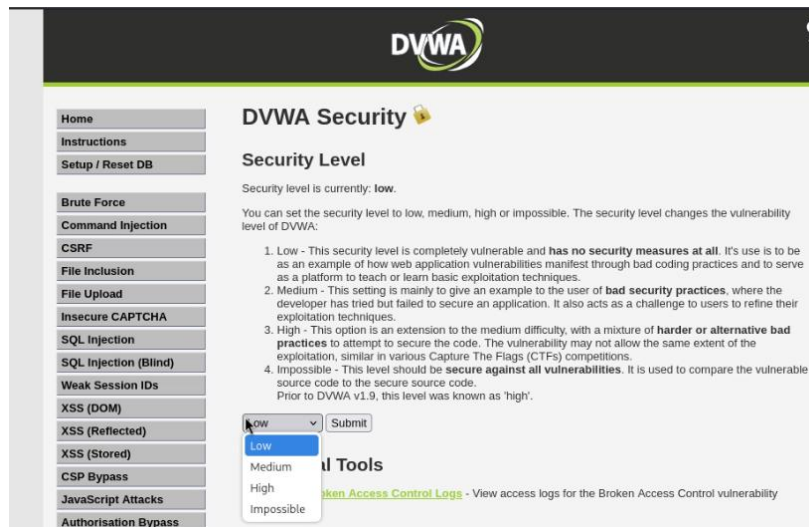 DVWA
Home
Instructions
Setup / Reset DB
Brute Force
Command Injection
CSRF
File Inclusion
File Upload
Insecure CAPTCHA
SQL Injection
SQL Injection (Blind)
Weak Session IDs
XSS (DOM)
XSS (Reflected)
XSS (Stored)
CSP Bypass
JavaScript Attacks
Authorisation Bypass
DVWA Security
Security Level
Security level is currently: low.
You can set the security level to low, medium, high or impossible. The security level changes the vulnerability
level of DVWA:
1. Low - This security level is completely vulnerable and has no security measures at all. It's use is to be
as an example of how web application vulnerabilities manifest through bad coding practices and to serve
as a platform to teach or learn basic exploitation techniques.
2. Medium - This setting is mainly to give an example to the user of bad security practices, where the
developer has tried but failed to secure an application. It also acts as a challenge to users to refine their
exploitation techniques.
3. High - This option is an extension to the medium difficulty, with a mixture of harder or alternative bad
practices to attempt to secure the code. The vulnerability may not allow the same extent of the
exploitation, similar in various Capture The Flags (CTFs) competitions.
4. Impossible - This level should be secure against all vulnerabilities. It is used to compare the vulnerable
source code to the secure source code.
Prior to DVWA v1.9, this level was known as 'high'.
Low Submit
Low
Medium
High
Impossible
Tools
Access Control Logs - View access logs for the Broken Access Control vulnerability